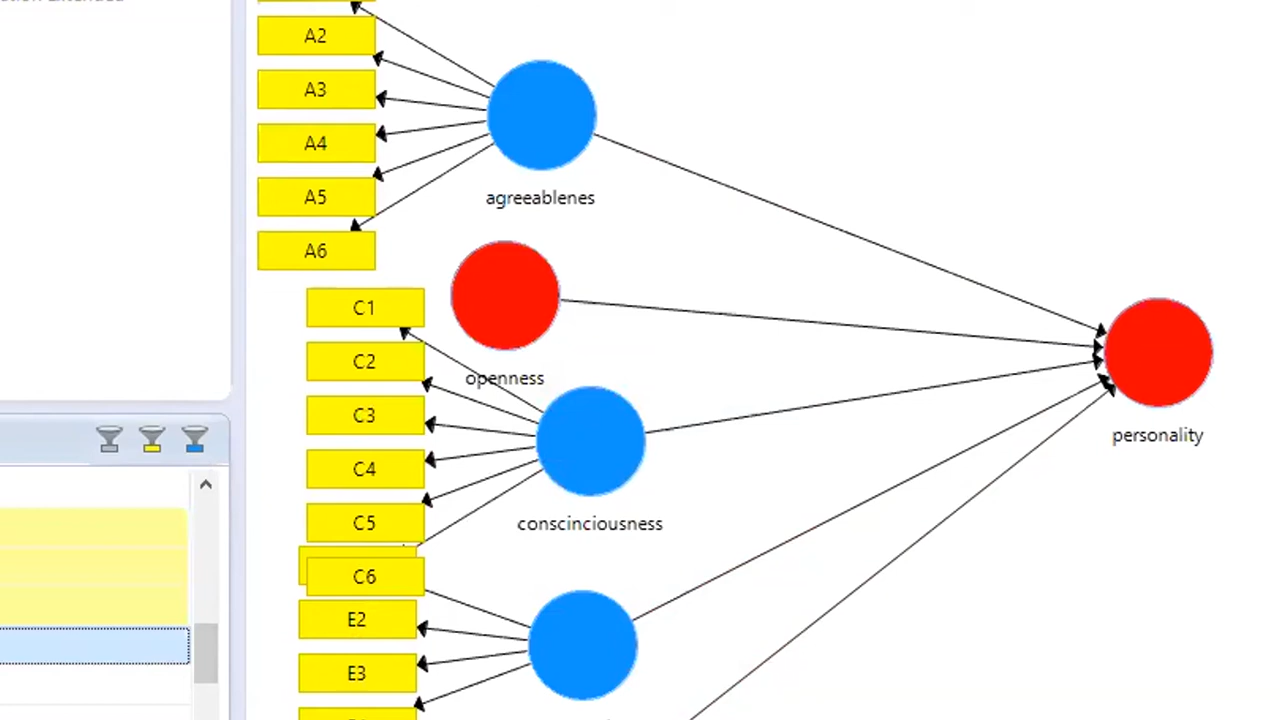 A2
A3
A4
A5
A6
agreeablenes
C1
C2
C3
C4
C5
C6
openness
conscinciousness
personality
E2
E3